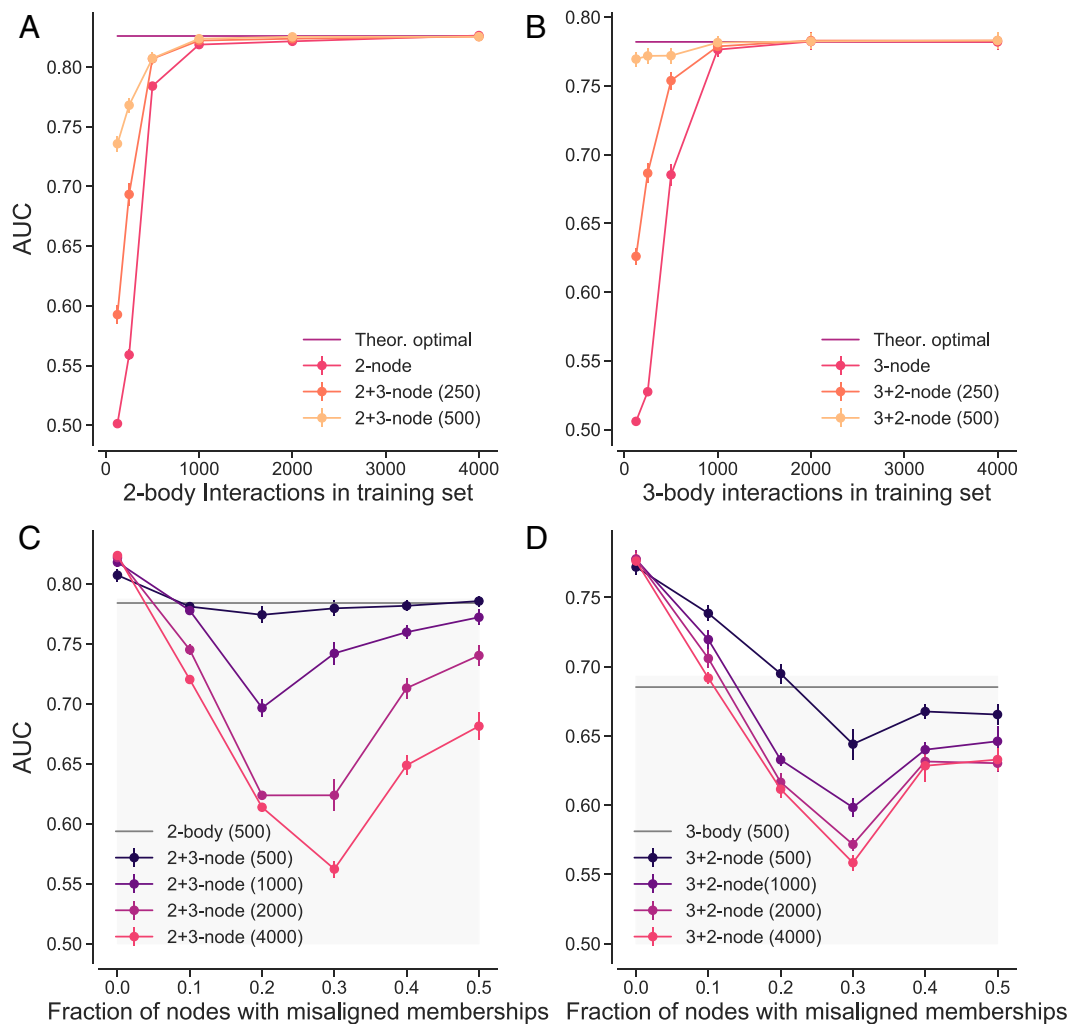 A
AUC
0.80
0.75
0.70
0.65
0.60
0.55
0.50
Theor. optimal
2-node
2+3-node (250)
2+3-node (500)
0 1000 2000 3000 4000
2-body Interactions in training set
B
0.80
0.75
0.70
0.65
0.60
0.55
0.50
Theor. optimal
3-node
3+2-node (250)
3+2-node (500)
0 1000 2000 3000 4000
3-body interactions in training set
C
AUC
0.80
0.75
0.70
0.65
0.60
0.55
0.50
2-body (500)
2+3-node (500)
2+3-node (1000)
2+3-node (2000)
2+3-node (4000)
0.0 0.1 0.2 0.3 0.4 0.5
Fraction of nodes with misaligned memberships
D
0.75
0.70
0.65
0.60
0.55
0.50
3-body (500)
3+2-node (500)
3+2-node(1000)
3+2-node (2000)
3+2-node (4000)
0.0 0.1 0.2 0.3 0.4 0.5
Fraction of nodes with misaligned memberships